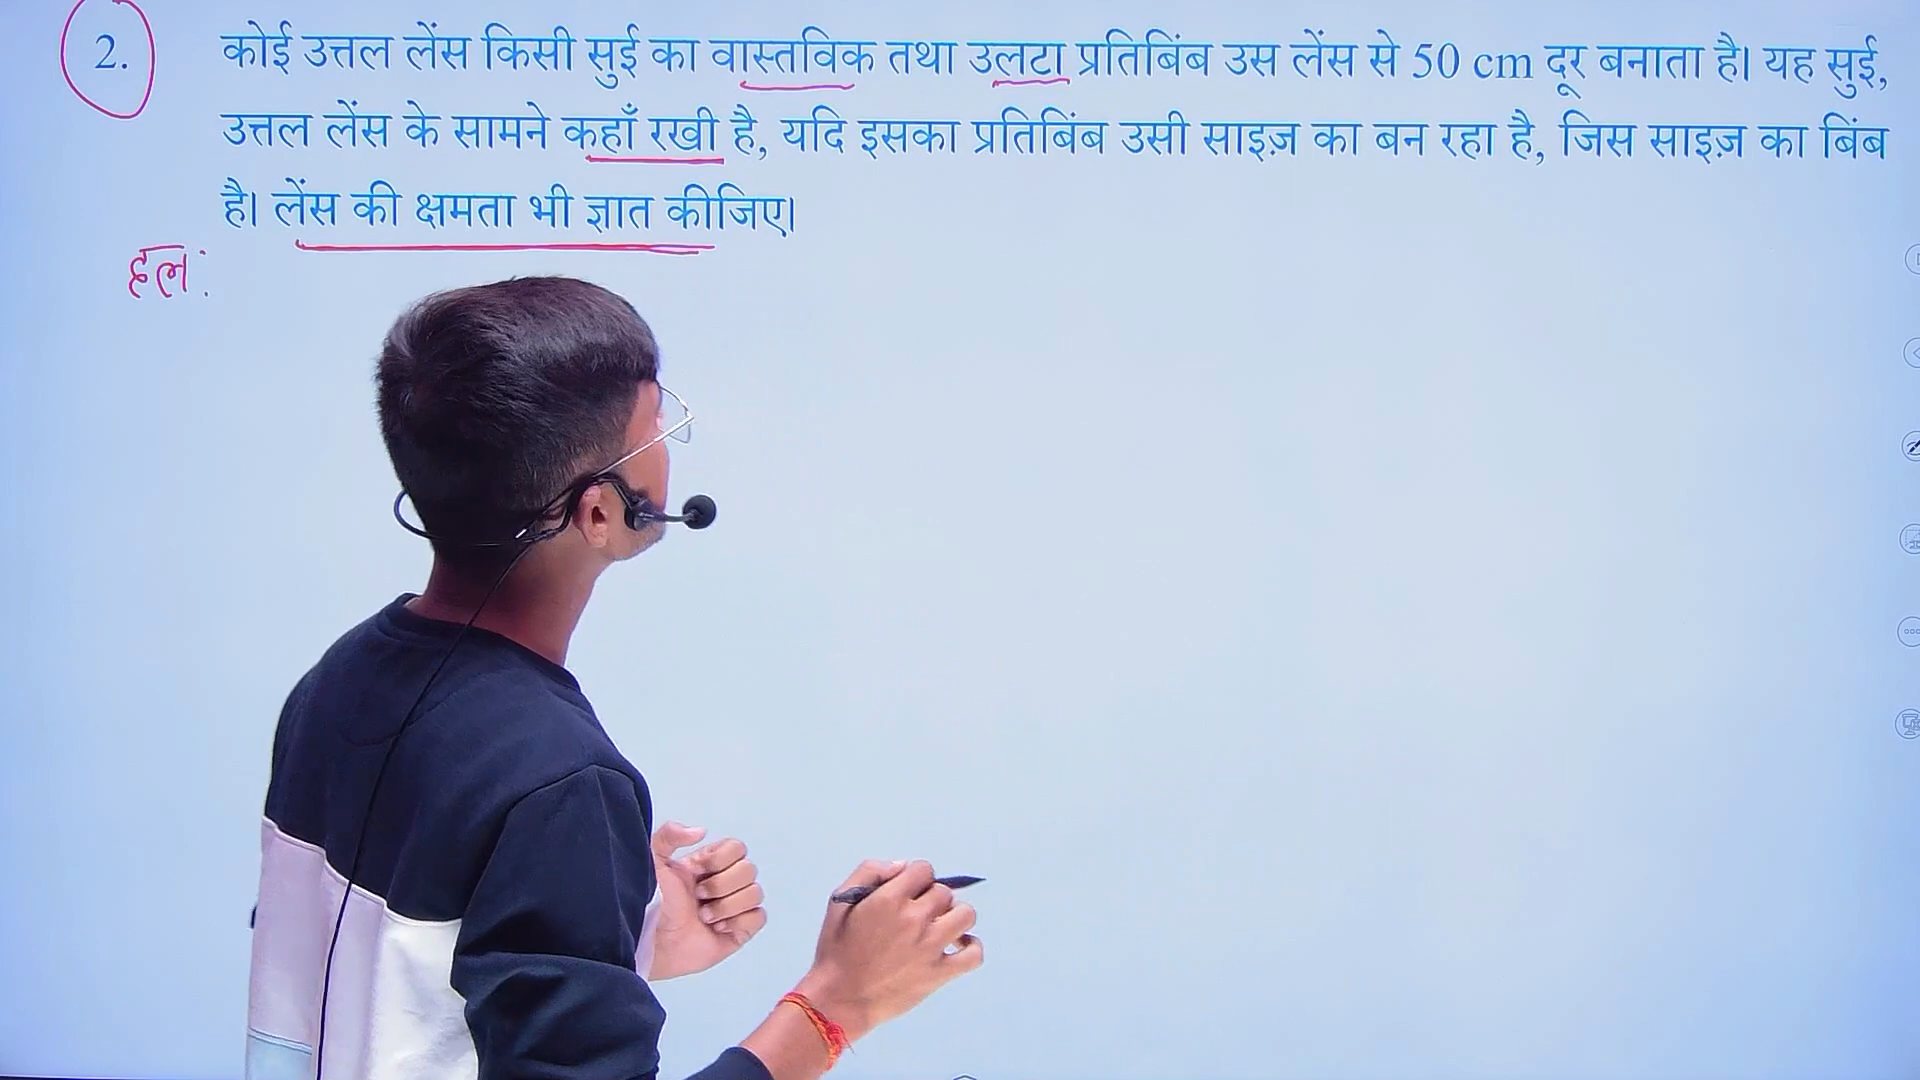 2. कोई उत्तल लेंस किसी सुई का वास्तविक तथा उलटा प्रतिबिंब उस लेंस से 50 cm दूर बनाता है। यह सुई,
उत्तल लेंस के सामने कहाँ रखी है, यदि इसका प्रतिबिंब उसी साइज़ का बन रहा है, जिस साइज़ का बिंब
है। लेंस की क्षमता भी ज्ञात कीजिए।
हल: